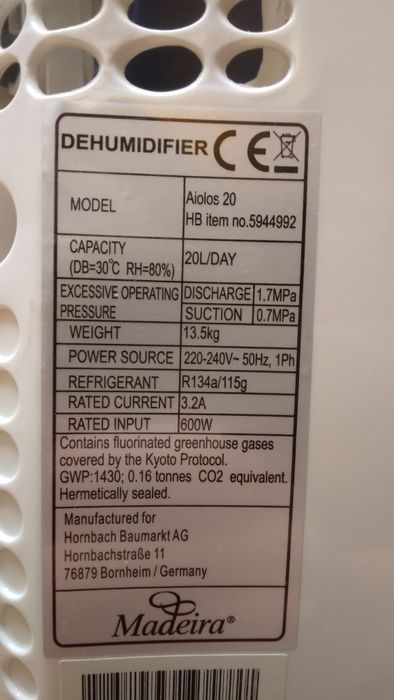 DEHUMIDIFIER CE
MODEL
Aiolos 20
HB item no.5944992
CAPACITY
(DB=30℃ RH=80%)
20L/DAY
EXCESSIVE OPERATING
PRESSURE
DISCHARGE 1.7MPa
SUCTION 0.7MPa
WEIGHT 13.5kg
POWER SOURCE 220-240V~ 50Hz, 1Ph
REFRIGERANT R134a/115g
RATED CURRENT 3.2A
RATED INPUT 600W
Contains fluorinated greenhouse gases
covered by the Kyoto Protocol.
GWP:1430; 0.16 tonnes CO2 equivalent.
Hermetically sealed.
Manufactured for
Hornbach Baumarkt AG
Hornbachstraße 11
76879 Bornheim / Germany
Madeira®